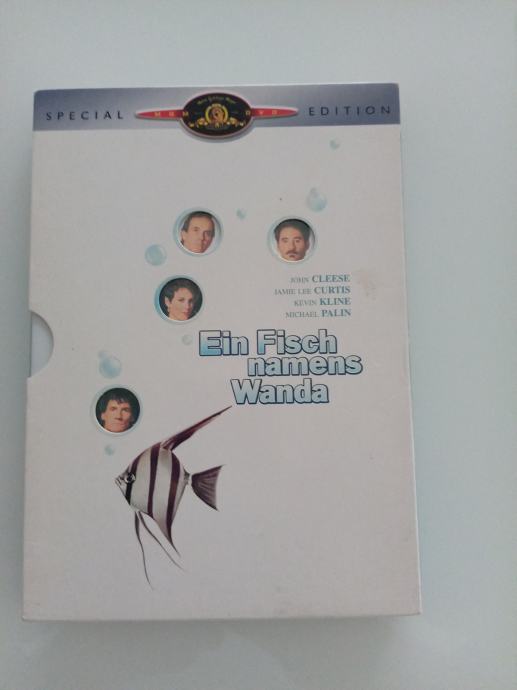 SPECIAL MGM DVD EDITION
JOHN CLEESE
JAMIE LEE CURTIS
KEVIN KLINE
MICHAEL PALIN
Ein Fisch
namens
Wanda